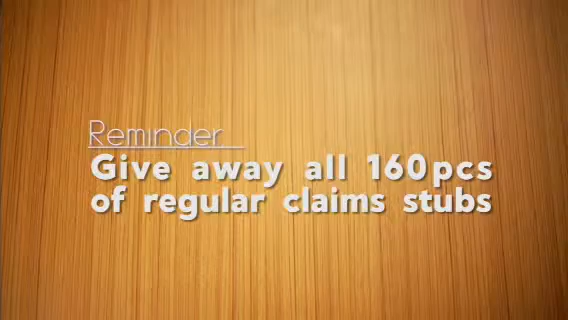 Reminder
Give away all 160pcs
of regular claims stubs